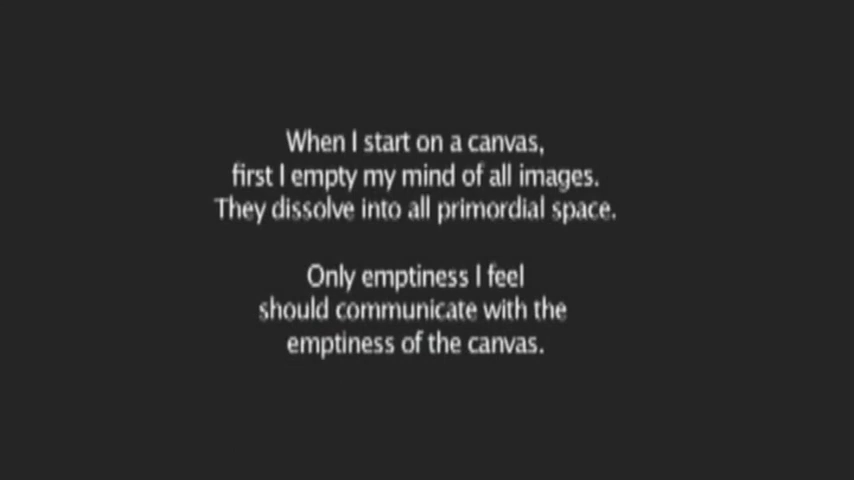 When I start on a canvas,
first I empty my mind of all images.
They dissolve into all primordial space.
Only emptiness I feel
should communicate with the
emptiness of the canvas.